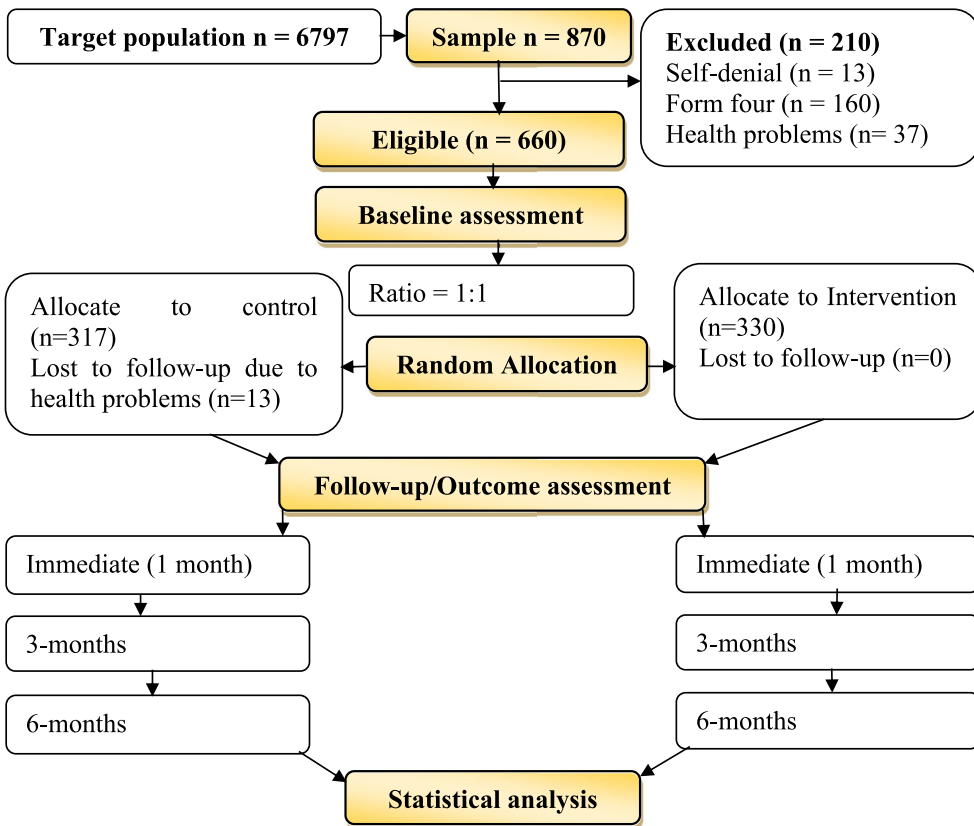 Target population n = 6797
Sample n = 870
Excluded (n = 210)
Self-denial (n = 13)
Form four (n = 160)
Health problems (n= 37)
Eligible (n = 660)
Baseline assessment
Ratio = 1:1
Allocate to control
(n=317)
Lost to follow-up due to
health problems (n=13)
Random Allocation
Allocate to Intervention
(n=330)
Lost to follow-up (n=0)
Follow-up/Outcome assessment
Immediate (1 month)
3-months
6-months
Immediate (1 month)
3-months
6-months
Statistical analysis